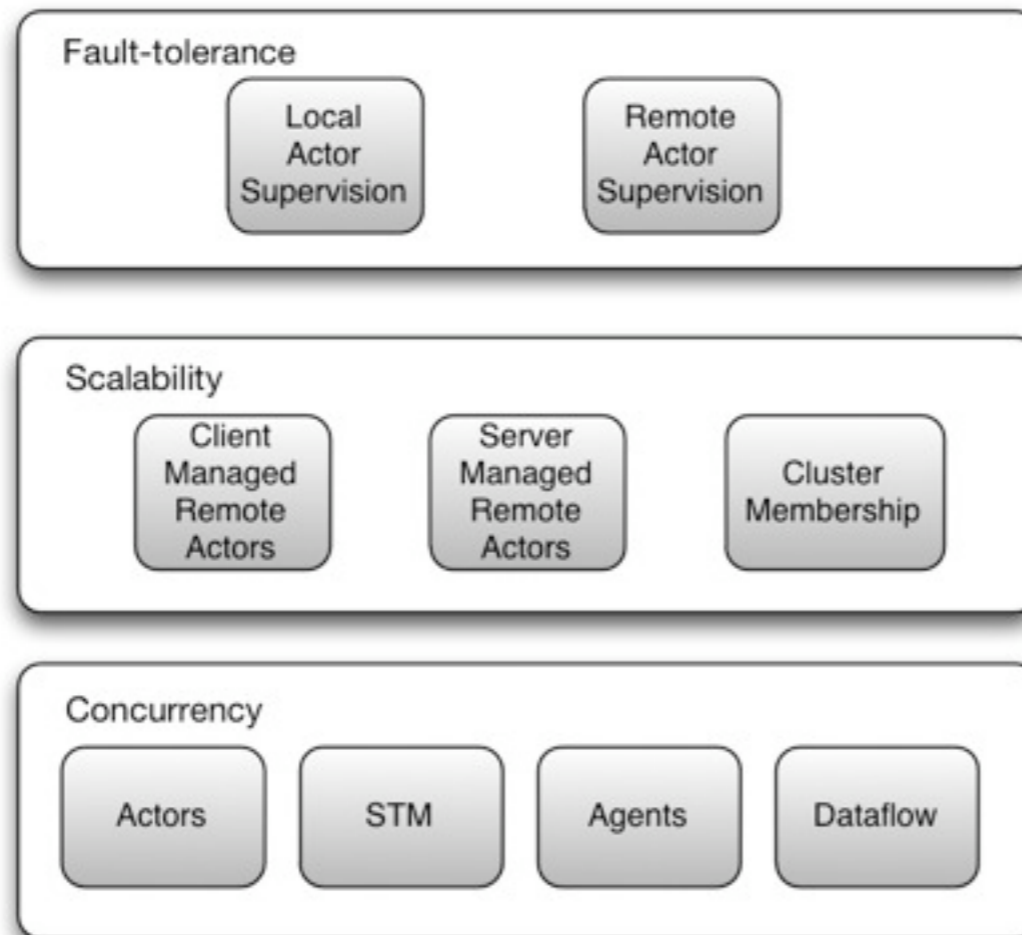 Fault-tolerance
Local
Actor
Supervision
Remote
Actor
Supervision
Scalability
Client
Managed
Remote
Actors
Server
Managed
Remote
Actors
Cluster
Membership
Concurrency
Actors
STM
Agents
Dataflow